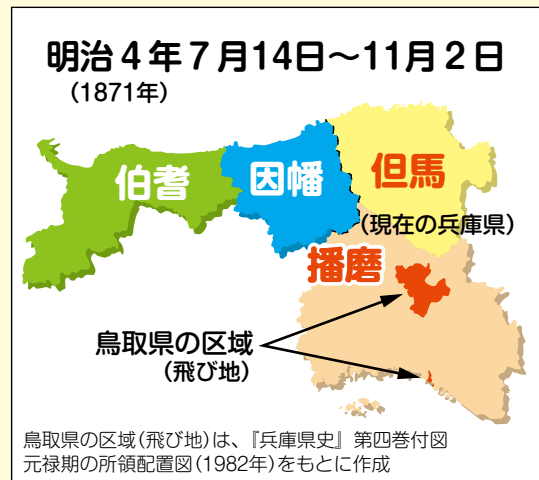 明治4年7月14日～11月2日
(1871年)
伯耆
因幡
但馬
(現在の兵庫県)
播磨
鳥取県の区域
(飛び地)
鳥取県の区域(飛び地)は、『兵庫県史』第四巻付図
元禄期の所領配置図(1982年)をもとに作成